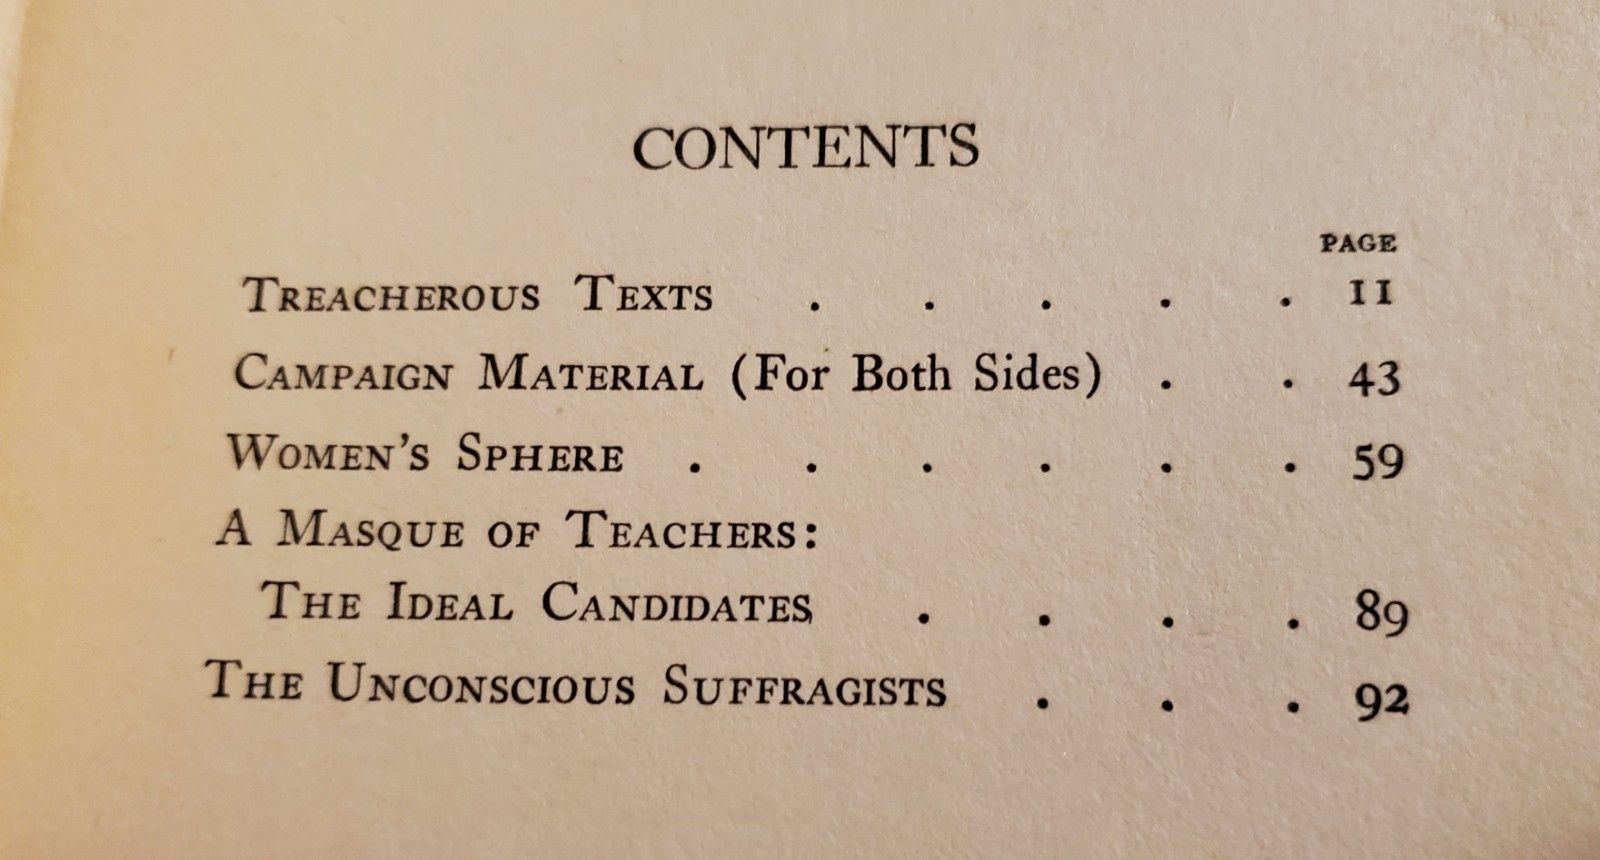 CONTENTS
PAGE
TREACHEROUS TEXTS . . . . . 11
CAMPAIGN MATERIAL (For Both Sides) . . 43
WOMEN'S SPHERE . . . . . . 59
A MASQUE OF TEACHERS:
THE IDEAL CANDIDATES . . . . 89
THE UNCONSCIOUS SUFFRAGISTS . . . 92